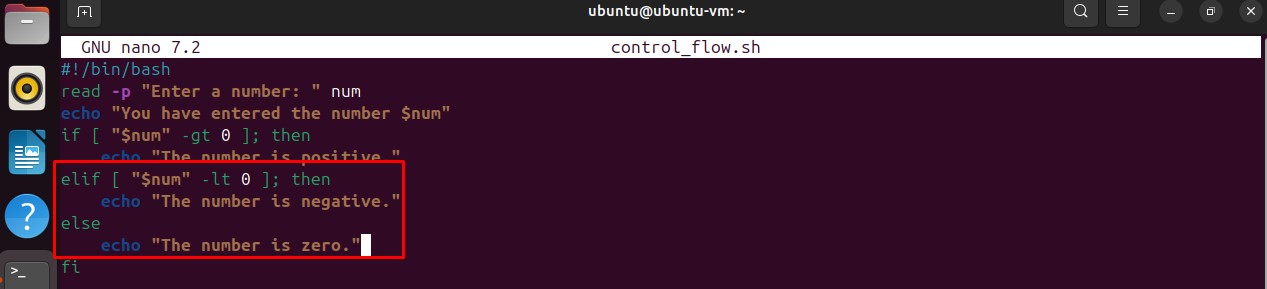 ubuntu@ubuntu-vm: ~
GNU nano 7.2 control_flow.sh
#!/bin/bash
read -p "Enter a number: " num
echo "You have entered the number $num"
if [ "$num" -gt 0 ]; then
    echo "The number is positive."
elif [ "$num" -lt 0 ]; then
    echo "The number is negative."
else
    echo "The number is zero."
fi